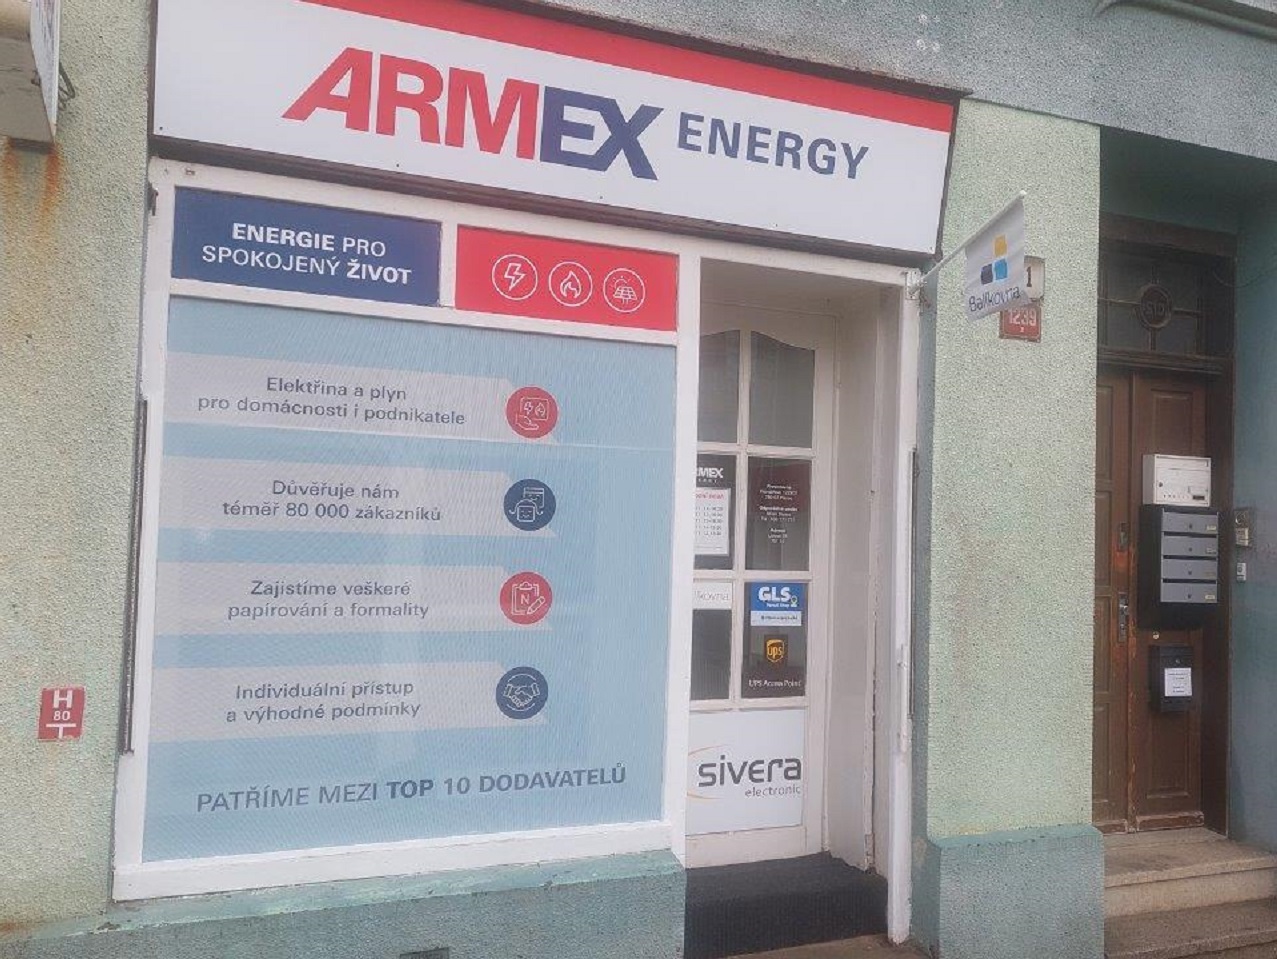 ARMEX ENERGY
ENERGIE PRO
SPOKOJENÝ ŽIVOT
Elektřina a plyn
pro domácnosti i podnikatele
Důvěřuje nám
téměř 80 000 zákazníků
Zajistíme veškeré
papírování a formality
N
Individuální přístup
a výhodné podmínky
PATŘÍME MEZI TOP 10 DODAVATELŮ
H
80
Balíkovna
1
1239
GLS
ups
UPS Access Point
sivera
electronic